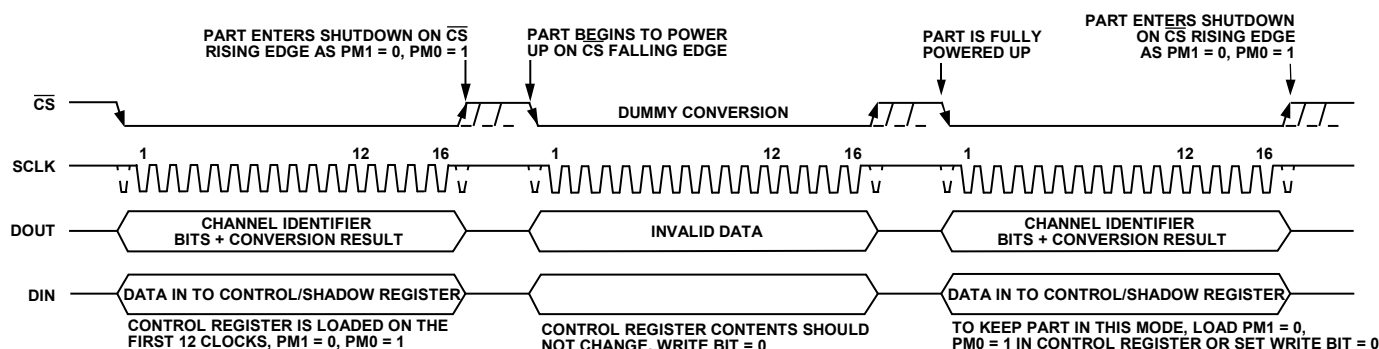 PART ENTERS SHUTDOWN ON CS
RISING EDGE AS PM1 = 0, PM0 = 1
PART BEGINS TO POWER
UP ON CS FALLING EDGE
PART IS FULLY
POWERED UP
PART ENTERS SHUTDOWN
ON CS RISING EDGE
AS PM1 = 0, PM0 = 1
CS
DUMMY CONVERSION
SCLK
1 12 16
1 12 16
1 12 16
DOUT
CHANNEL IDENTIFIER
BITS + CONVERSION RESULT
INVALID DATA
CHANNEL IDENTIFIER
BITS + CONVERSION RESULT
DIN
DATA IN TO CONTROL/SHADOW REGISTER
DATA IN TO CONTROL/SHADOW REGISTER
CONTROL REGISTER IS LOADED ON THE
FIRST 12 CLOCKS, PM1 = 0, PM0 = 1
CONTROL REGISTER CONTENTS SHOULD
NOT CHANGE, WRITE BIT = 0
TO KEEP PART IN THIS MODE, LOAD PM1 = 0,
PM0 = 1 IN CONTROL REGISTER OR SET WRITE BIT = 0